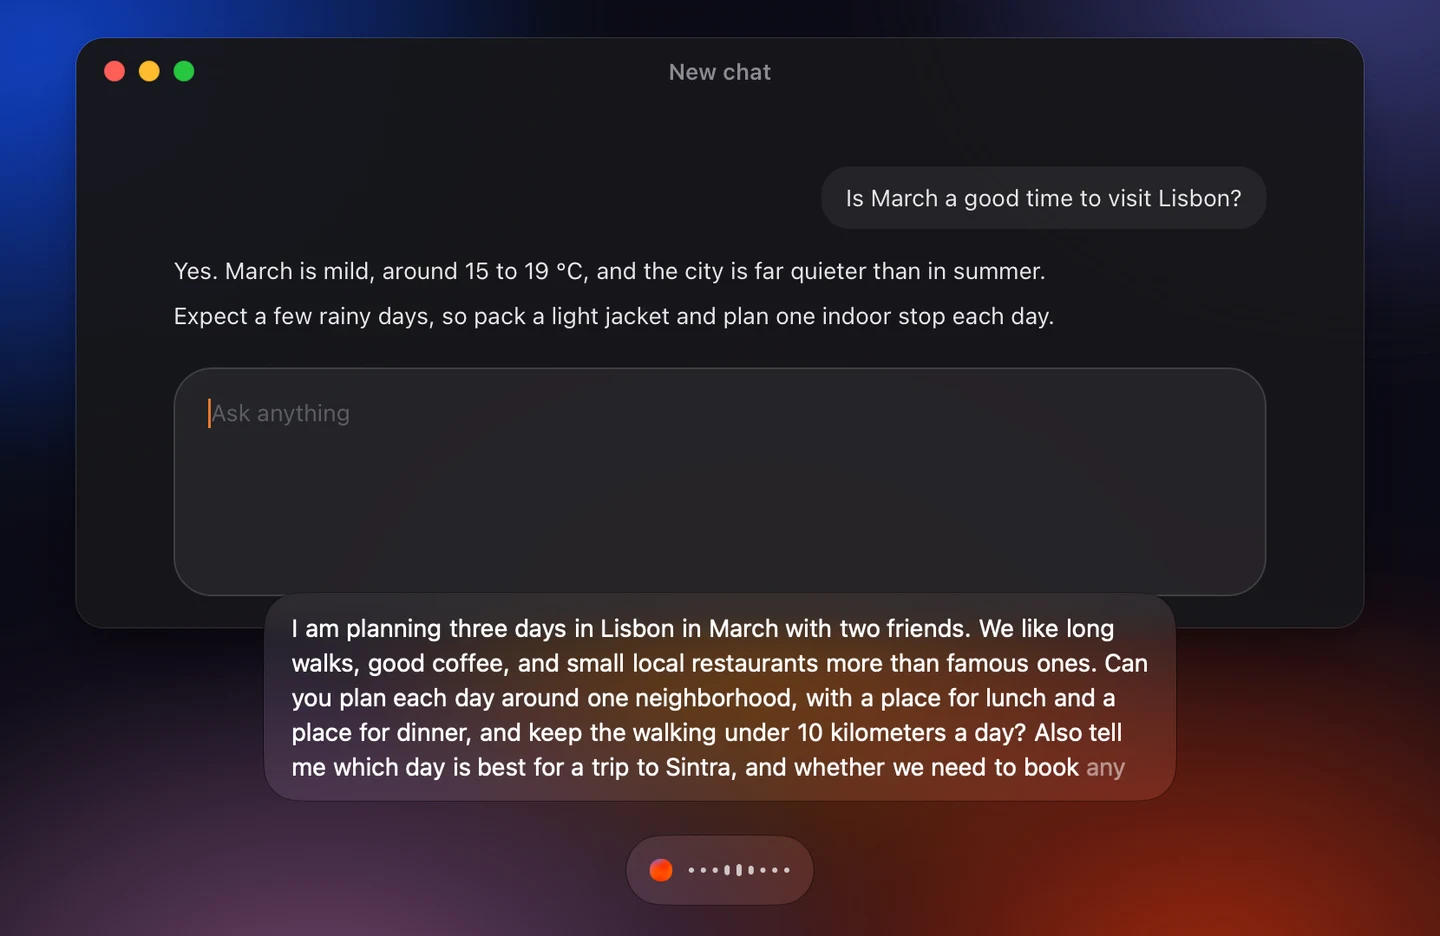 New chat
Is March a good time to visit Lisbon?
Yes. March is mild, around 15 to 19 °C, and the city is far quieter than in summer.
Expect a few rainy days, so pack a light jacket and plan one indoor stop each day.
Ask anything
I am planning three days in Lisbon in March with two friends. We like long
walks, good coffee, and small local restaurants more than famous ones. Can
you plan each day around one neighborhood, with a place for lunch and a
place for dinner, and keep the walking under 10 kilometers a day? Also tell
me which day is best for a trip to Sintra, and whether we need to book any